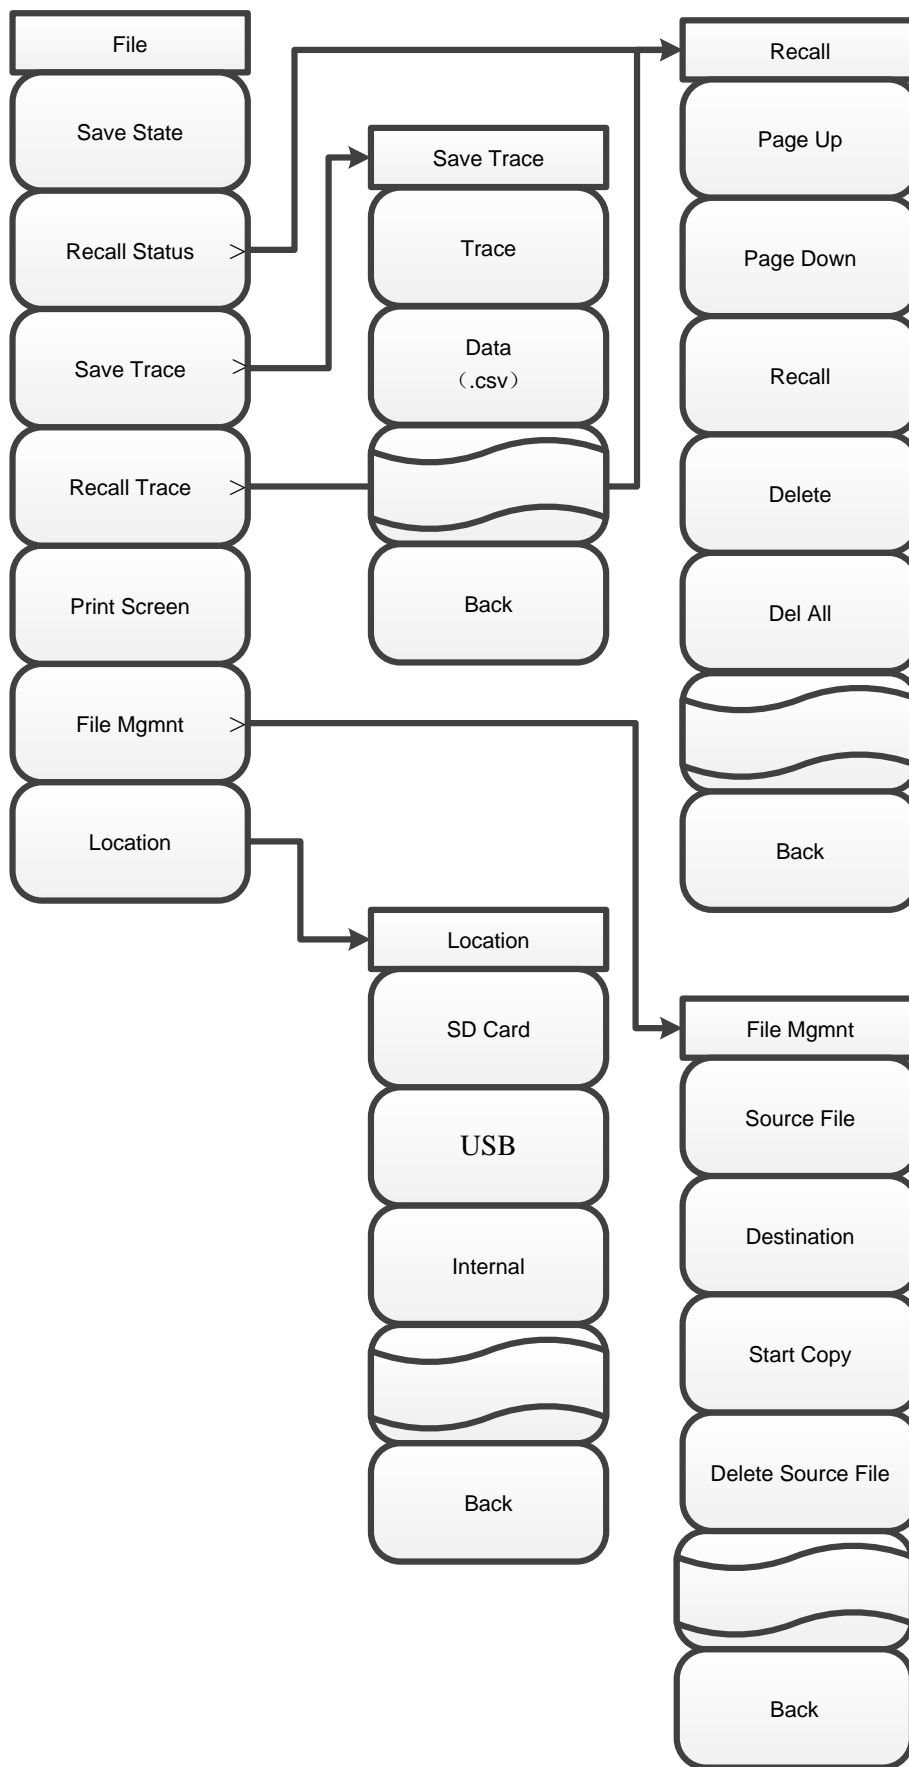 File
Save State
Recall Status >
Save Trace >
Recall Trace >
Print Screen
File Mgmnt >
Location
Save Trace
Trace
Data
（.csv）
Back
Location
SD Card
USB
Internal
Back
Recall
Page Up
Page Down
Recall
Delete
Del All
Back
File Mgmnt
Source File
Destination
Start Copy
Delete Source File
Back